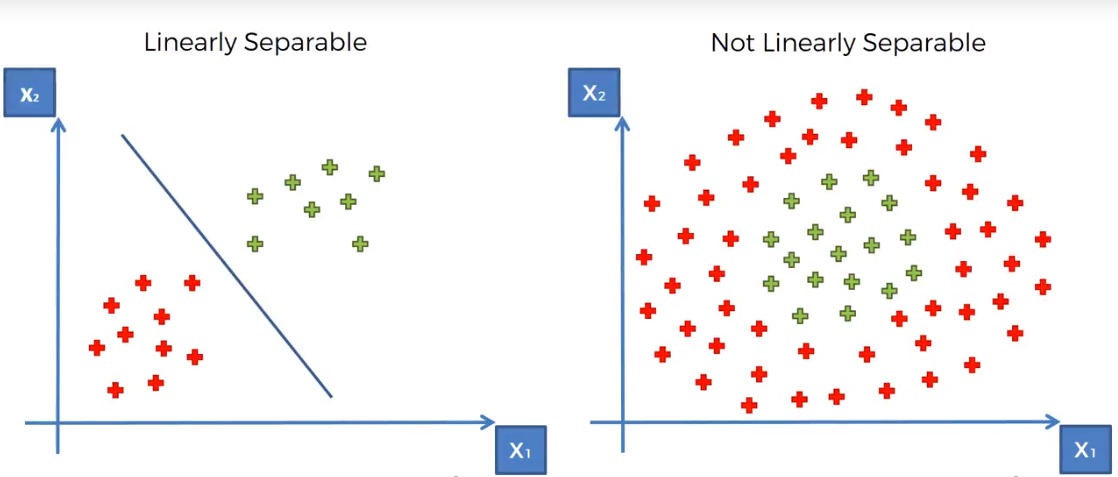 Linearly Separable
Not Linearly Separable
X₂
X₂
X₁
X₁